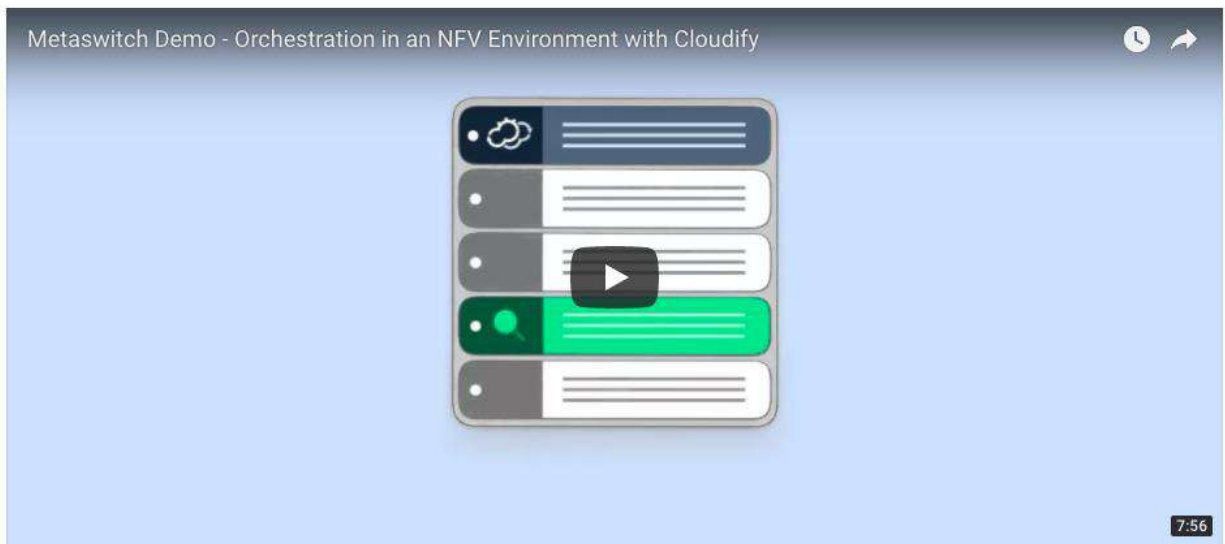 Metaswitch Demo - Orchestration in an NFV Environment with Cloudify
7:56